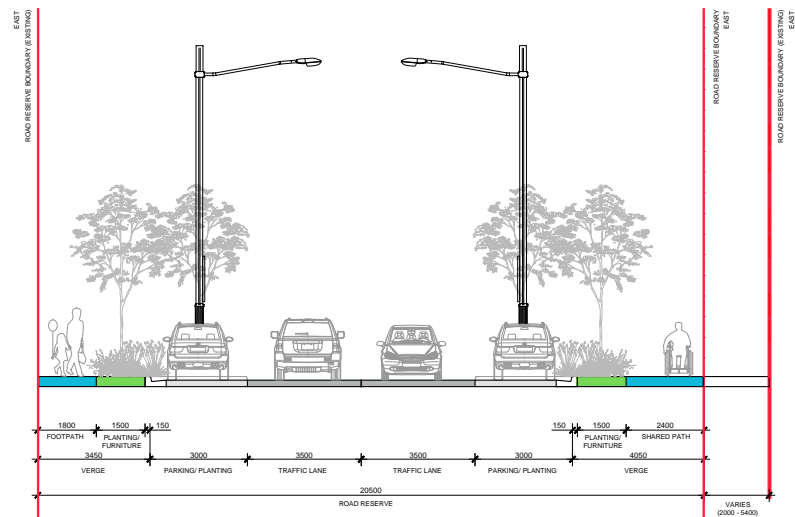 EAST
ROAD RESERVE BOUNDARY (EXISTING)
EAST
ROAD RESERVE BOUNDARY
EAST
ROAD RESERVE BOUNDARY (EXISTING)
1800
1500
150
150
1500
2400
FOOTPATH
PLANTING/
FURNITURE
PLANTING/
FURNITURE
SHARED PATH
3450
3000
3500
3500
3000
4050
VERGE
PARKING/ PLANTING
TRAFFIC LANE
TRAFFIC LANE
PARKING/ PLANTING
VERGE
20500
ROAD RESERVE
VARIES
(2000 - 5400)